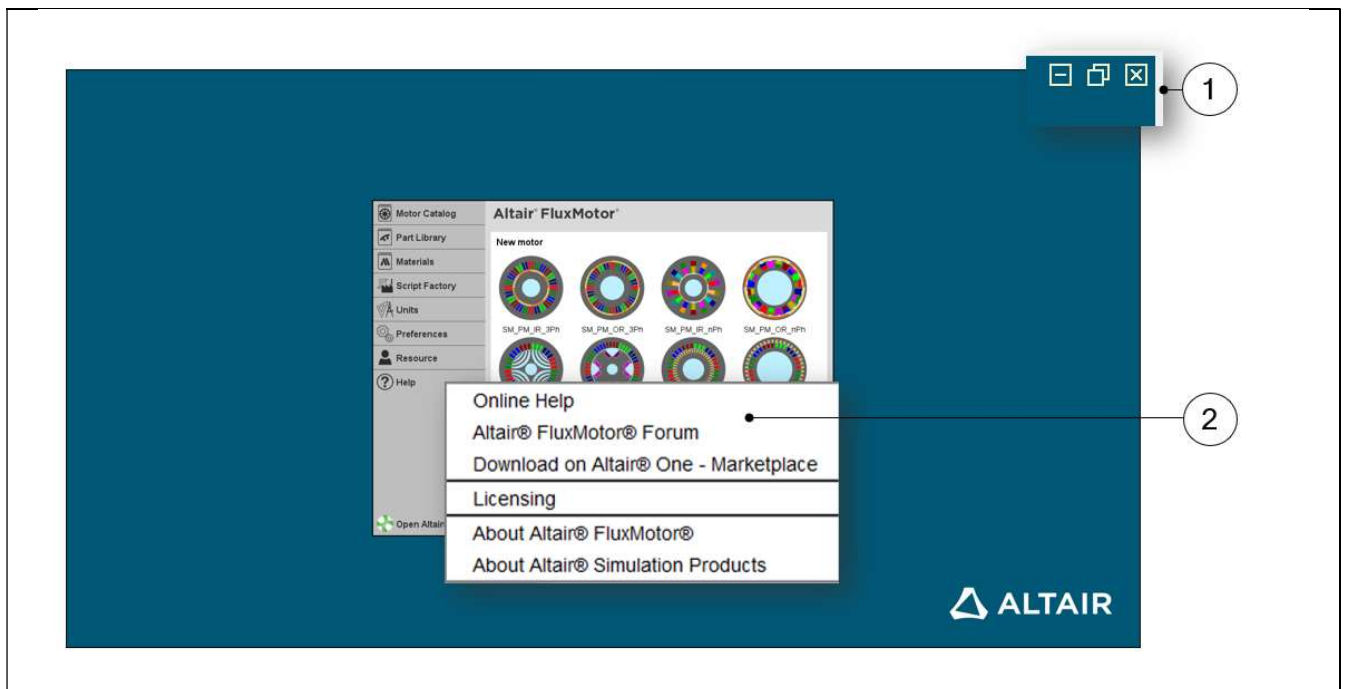 1
Motor Catalog
Altair® FluxMotor®
Part Library
New motor
Materials
Script Factory
Units
SM_PM_IR_3Ph SM_PM_OR_3Ph SM_PM_IR_nPh SM_PM_OR_nPh
Preferences
Resource
Help
Online Help
Altair® FluxMotor® Forum
2
Download on Altair® One - Marketplace
Licensing
Open Altair
About Altair® FluxMotor®
About Altair® Simulation Products
ALTAIR